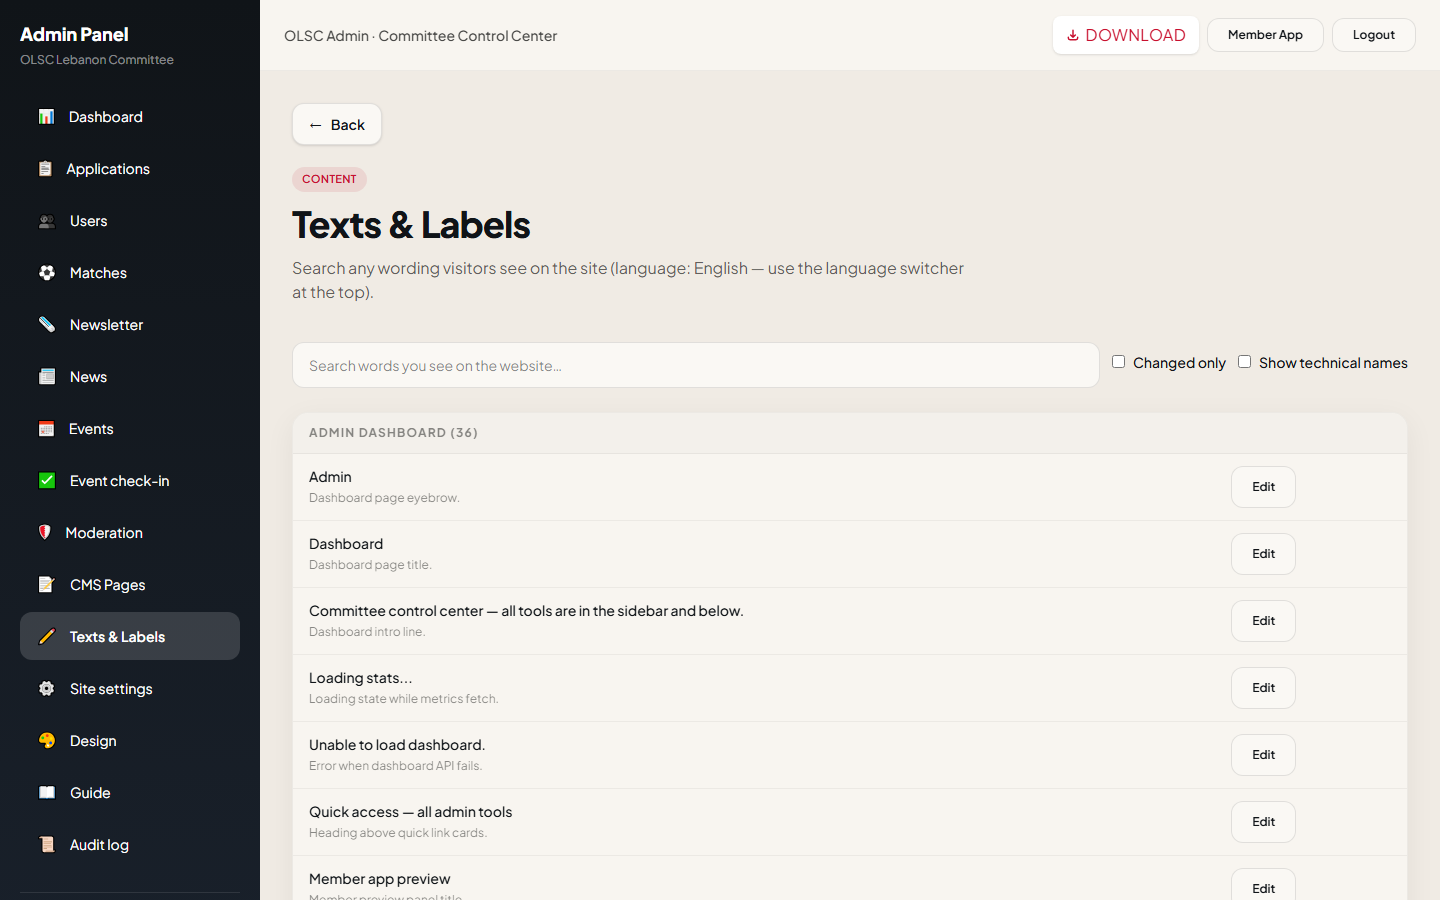 Admin Panel
OLSC Lebanon Committee
Dashboard
Applications
Users
Matches
Newsletter
News
Events
Event check-in
Moderation
CMS Pages
Texts & Labels
Site settings
Design
Guide
Audit log
OLSC Admin · Committee Control Center
DOWNLOAD
Member App
Logout
← Back
CONTENT
Texts & Labels
Search any wording visitors see on the site (language: English — use the language switcher
at the top).
Search words you see on the website...
Changed only
Show technical names
ADMIN DASHBOARD (36)
Admin
Dashboard page eyebrow.
Edit
Dashboard
Dashboard page title.
Edit
Committee control center — all tools are in the sidebar and below.
Dashboard intro line.
Edit
Loading stats...
Loading state while metrics fetch.
Edit
Unable to load dashboard.
Error when dashboard API fails.
Edit
Quick access — all admin tools
Heading above quick link cards.
Edit
Member app preview
Member preview panel title.
Edit